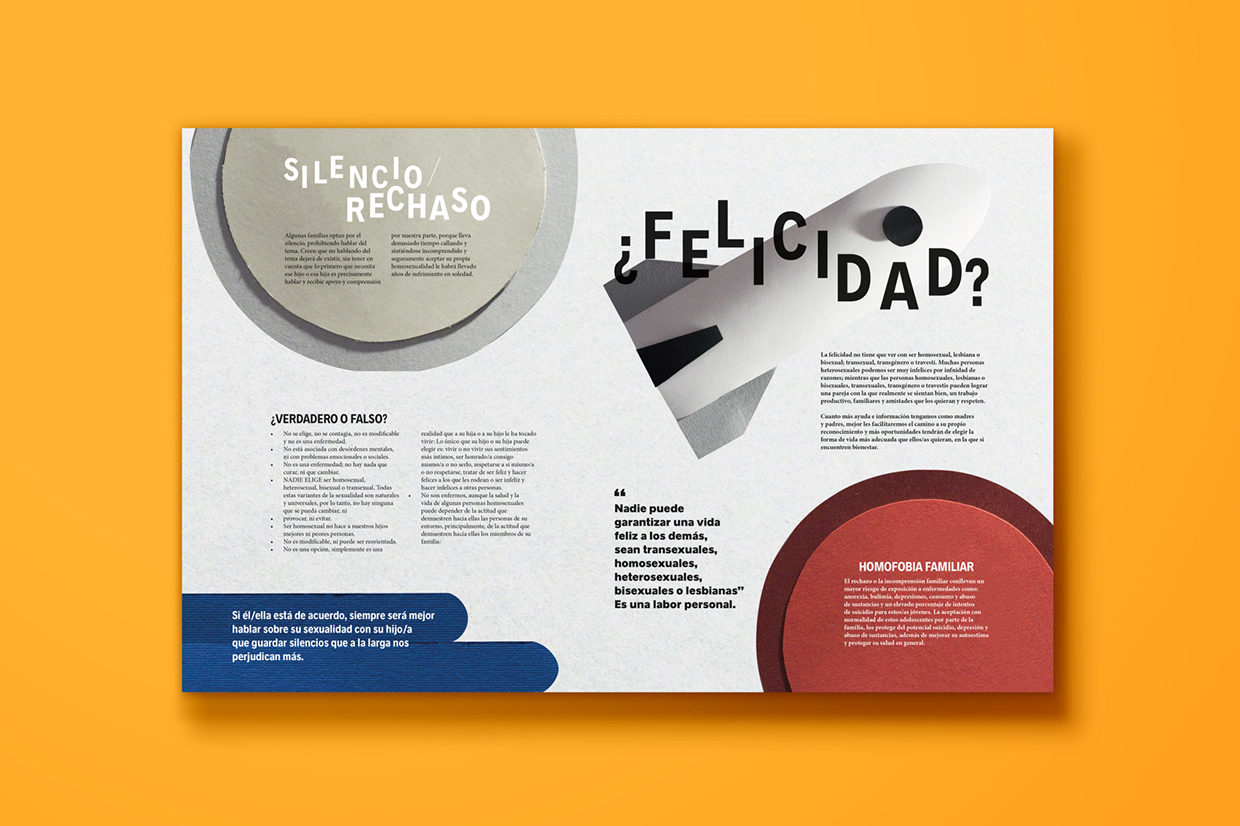 SILENCIO/
RECHASO
Algunas familias optan por el
silencio, prohibiendo hablar del
tema. Creen que no hablando del
tema dejará de existir, sin tener en
cuenta que lo primero que necesita
ese hijo o esa hija es precisamente
hablar y recibir apoyo y comprensión
por nuestra parte, porque lleva
demasiado tiempo callando y
sintiéndose incomprendido y
seguramente aceptar su propia
homosexualidad le habrá llevado
años de sufrimiento en soledad.
¿VERDADERO O FALSO?
• No se elige, no se contagia, no es modificable
y no es una enfermedad.
• No está asociada con desórdenes mentales,
ni con problemas emocionales o sociales.
• No es una enfermedad, no hay nada que
curar, ni que cambiar.
• NADIE ELIGE ser homosexual,
heterosexual, bisexual o transexual. Todas
estas variantes de la sexualidad son naturales
y universales, por lo tanto, no hay ninguna
que se pueda cambiar, ni
• provocar, ni evitar.
• Ser homosexual no hace a nuestros hijos
mejores ni peores personas.
• No es modificable, ni puede ser reorientada.
• No es una opción, simplemente es una
realidad que a su hija o a su hijo le ha tocado
vivir: Lo único que su hijo o su hija puede
elegir es: vivir o no vivir sus sentimientos
más íntimos, ser honrado/a consigo
mismo/a o no serlo, respetarse a sí mismo/a
o no respetarse, tratar de ser feliz y hacer
felices a los que les rodean o ser infeliz y
hacer infelices a otras personas.
• No son enfermos, aunque la salud y la
vida de algunas personas homosexuales
puede depender de la actitud que
demuestren hacia ellas las personas de su
entorno, principalmente, de la actitud que
demuestren hacia ellos los miembros de su
familia.
Si él/ella está de acuerdo, siempre será mejor
hablar sobre su sexualidad con su hijo/a
que guardar silencios que a la larga nos
perjudican más.
¿FELICIDAD?
La felicidad no tiene que ver con ser homosexual, lesbiana o
bisexual; transexual, transgénero o travesti. Muchas personas
heterosexuales podemos ser muy infelices por infinidad de
razones; mientras que las personas homosexuales, lesbianas o
bisexuales, transexuales, transgénero o travestis pueden lograr
una pareja con la que realmente se sientan bien, un trabajo
productivo, familiares y amistades que los quieran y respeten.
Cuanto más ayuda e información tengamos como madres
y padres, mejor les facilitaremos el camino a su propio
reconocimiento y más oportunidades tendrán de elegir la
forma de vida más adecuada que ellos/as quieran, en la que si
encuentren bienestar.
“
Nadie puede
garantizar una vida
feliz a los demás,
sean transexuales,
homosexuales,
heterosexuales,
bisexuales o lesbianas”
Es una labor personal.
HOMOFOBIA FAMILIAR
El rechazo o la incomprensión familiar conllevan un
mayor riesgo de exposición a enfermedades como:
anorexia, bulimia, depresiones, consumo y abuso
de sustancias y un elevado porcentaje de intentos
de suicidio para estos/as jóvenes. La aceptación con
normalidad de estos adolescentes por parte de la
familia, los protege del potencial suicidio, depresión y
abuso de sustancias, además de mejorar su autoestima
y proteger su salud en general.